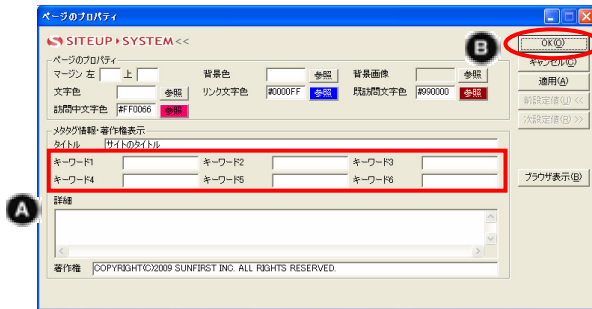 ページのプロパティ
SITEUP SYSTEM<<
B
OK(O)
キャンセル(C)
ページのプロパティ
マージン 左 上 背景色 参照 背景画像 参照
適用(A)
文字色 参照 リンク文字色 #0000FF 参照 既訪問文字色 #990000 参照
前設定値(U) <<
訪問中文字色 #FF0066 参照
次設定値(R) >>
メタタグ情報・著作権表示
タイトル サイトのタイトル
キーワード1 キーワード2 キーワード3
キーワード4 キーワード5 キーワード6
ブラウザ表示(B)
A
詳細
著作権 COPYRIGHT(C)2009 SUNFIRST INC. ALL RIGHTS RESERVED.